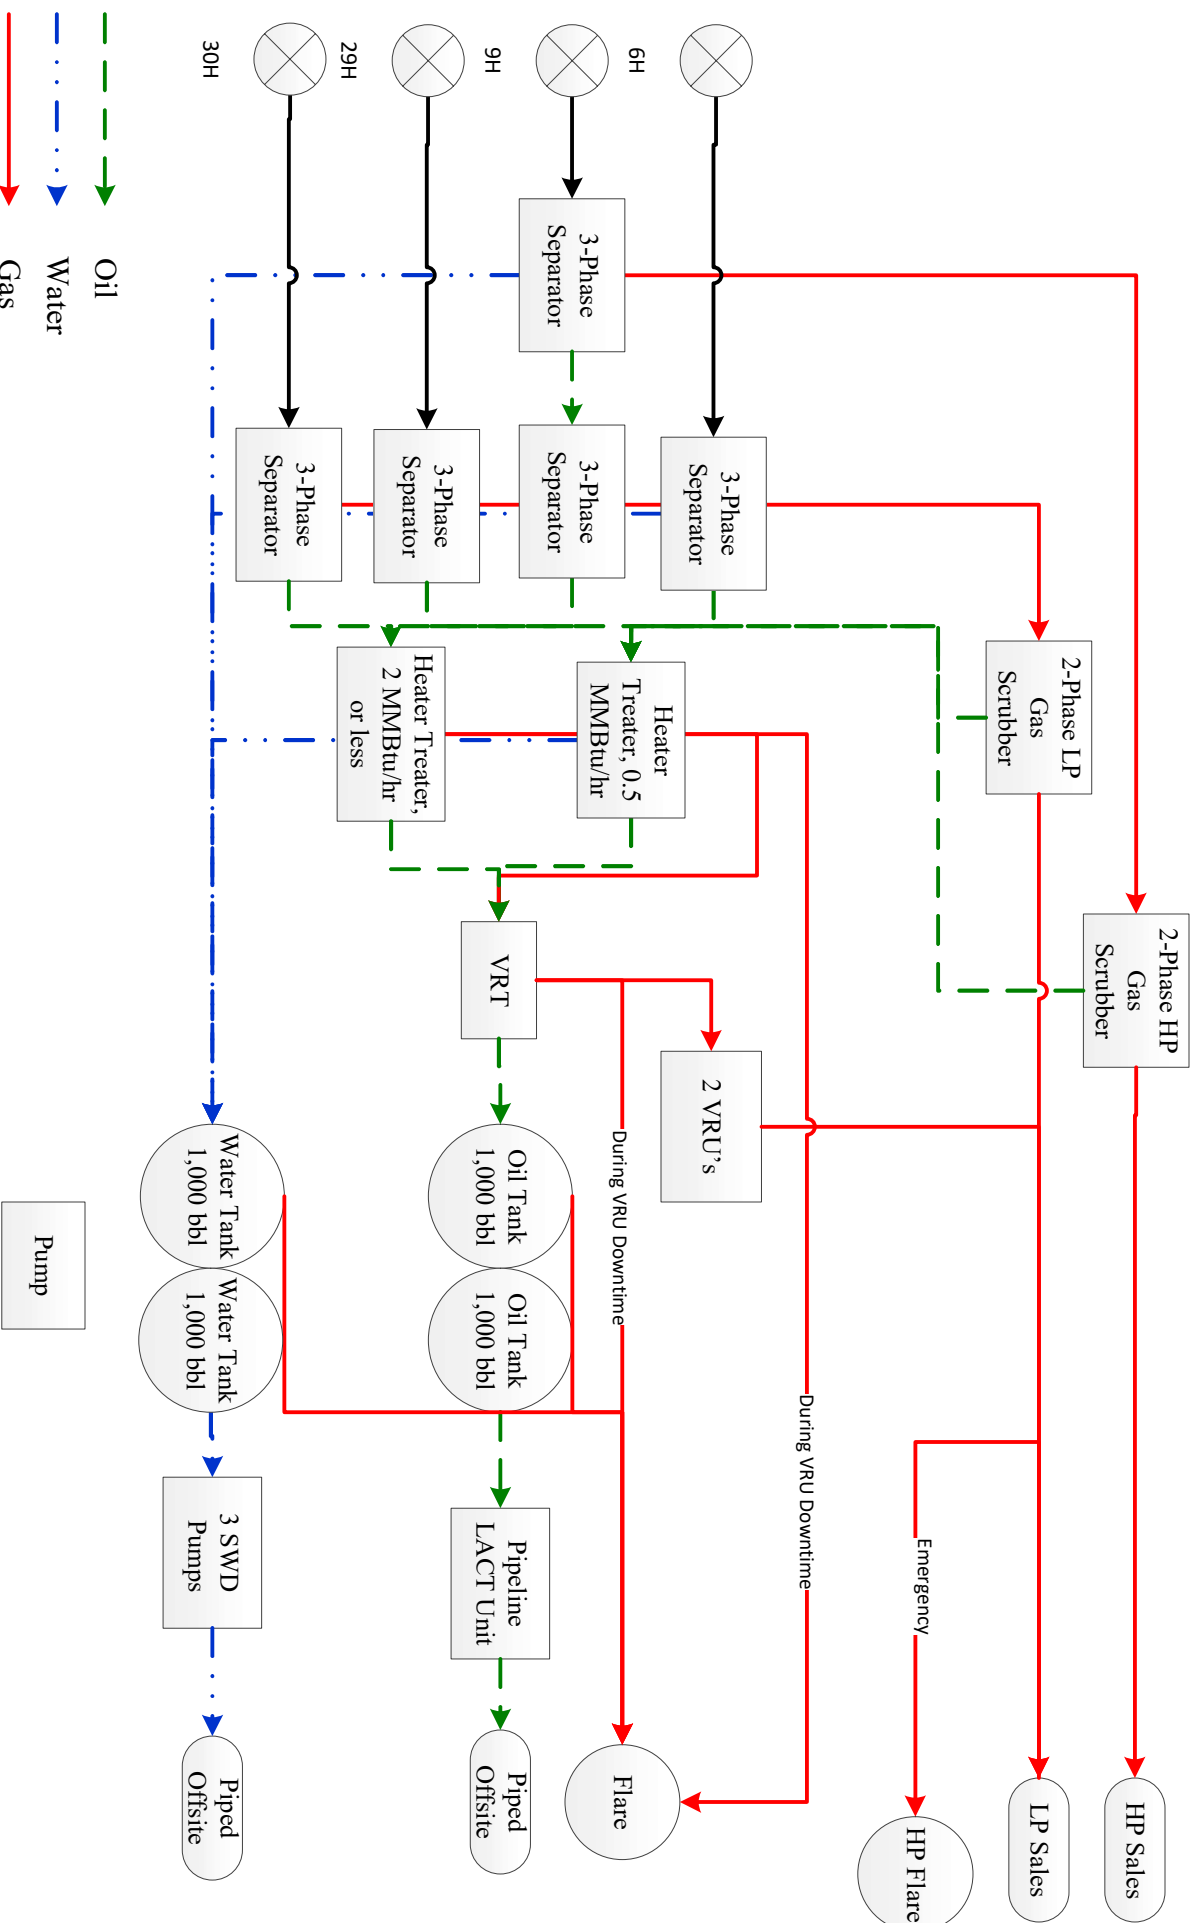 6H
9H
29H
30H
3-Phase
Separator
3-Phase
Separator
3-Phase
Separator
3-Phase
Separator
3-Phase
Separator
2-Phase HP
Gas
Scrubber
2-Phase LP
Gas
Scrubber
Heater
Treater, 0.5
MMBtu/hr
Heater Treater,
2 MMBtu/hr
or less
VRT
2 VRU's
During VRU Downtime
During VRU Downtime
Emergency
Oil Tank
1,000 bbl
Oil Tank
1,000 bbl
Water Tank
1,000 bbl
Water Tank
1,000 bbl
Pipeline
LACT Unit
3 SWD
Pumps
HP Sales
LP Sales
HP Flare
Flare
Piped
Offsite
Piped
Offsite
Pump
Oil
Water
Gas